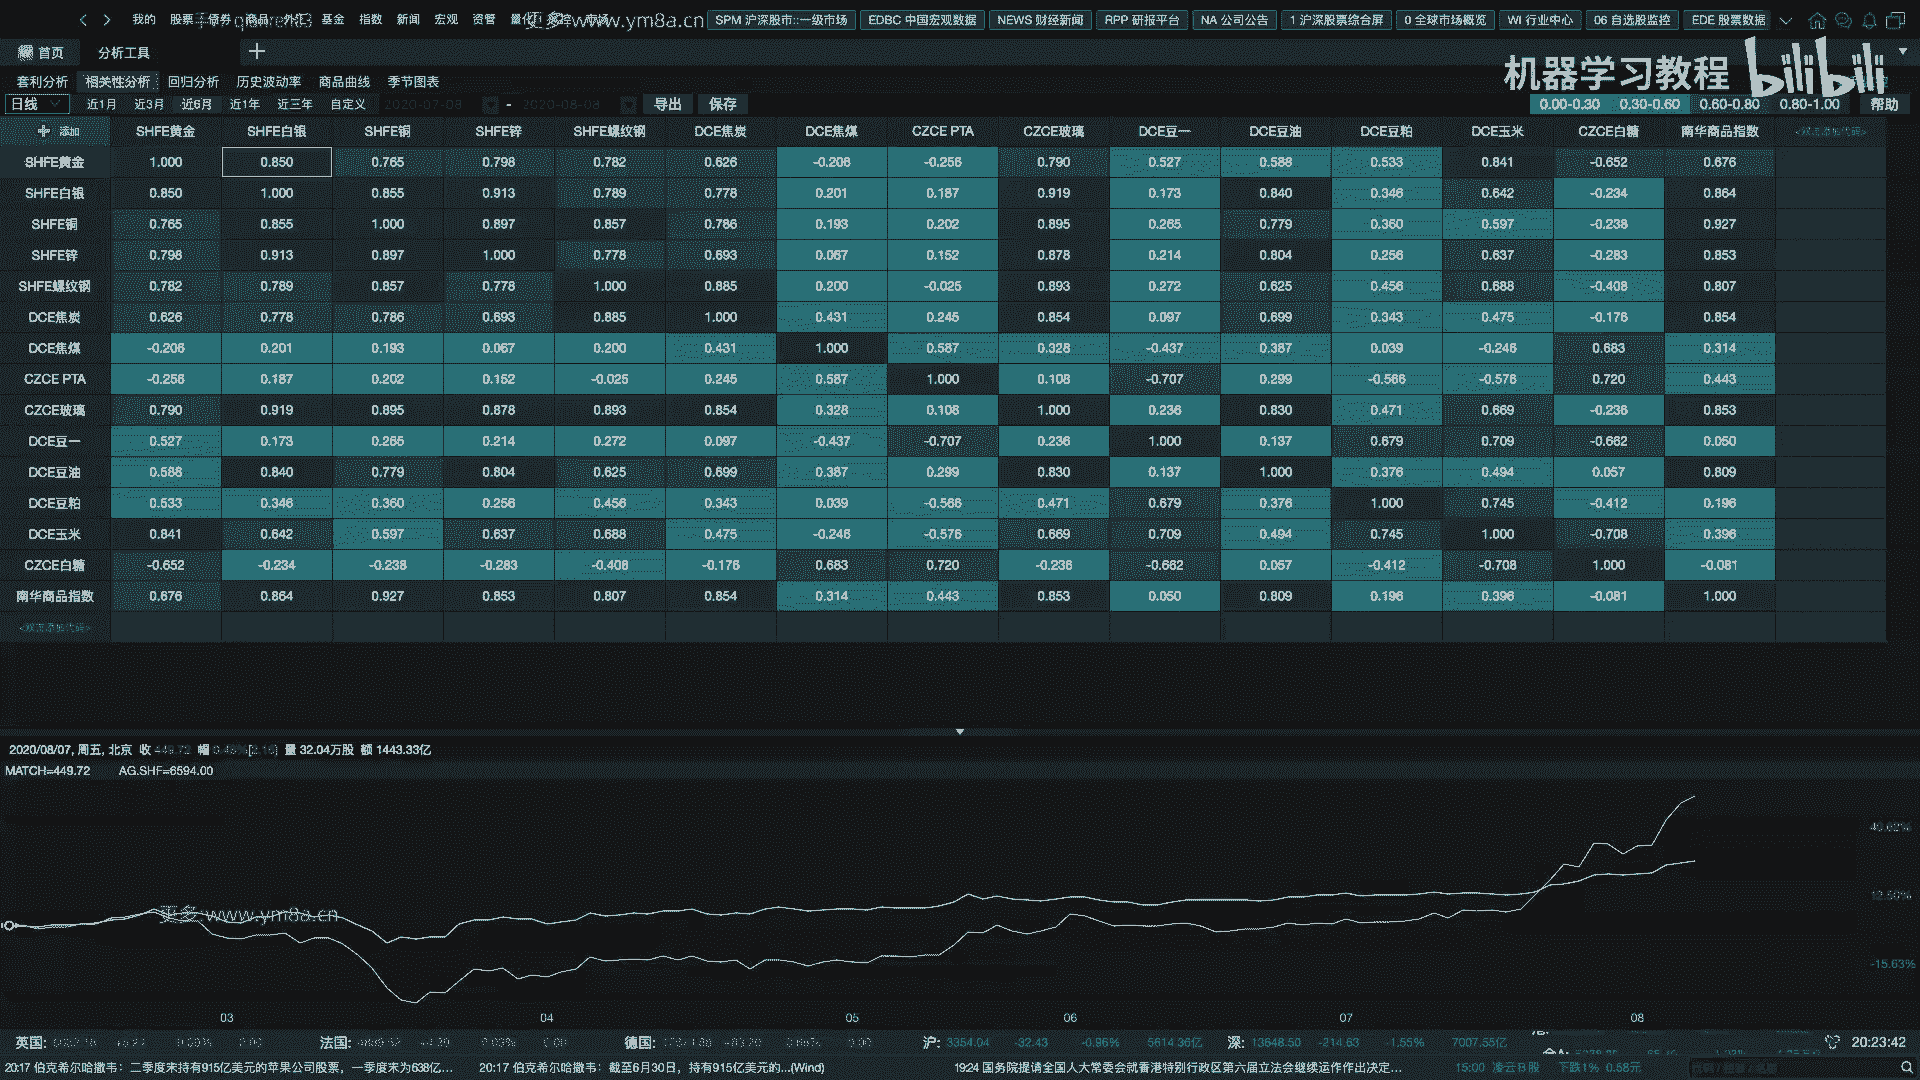 我的 股票 债券 商品 外汇 基金 指数 新闻 宏观 资管 量化 www.ym8a.cn SPM 沪深股市::一级市场 EDBC 中国宏观数据 NEWS 财经新闻 RPP 研报平台 NA 公司公告 1 沪深股票综合屏 0 全球市场概览 WI 行业中心 06 自选股监控 EDE 股票数据
首页 分析工具 +
机器学习教程 bilibili
套利分析 相关性分析 回归分析 历史波动率 商品曲线 季节图表
日线 近1月 近3月 近6月 近1年 近三年 自定义 2020-07-08 - 2020-08-08 导出 保存 0.00-0.30 0.30-0.60 0.60-0.80 0.80-1.00 帮助
添加 SHFE黄金 SHFE白银 SHFE铜 SHFE锌 SHFE螺纹钢 DCE焦炭 DCE焦煤 CZCE PTA CZCE玻璃 DCE豆一 DCE豆油 DCE豆粕 DCE玉米 CZCE白糖 南华商品指数
SHFE黄金 1.000 0.850 0.765 0.798 0.782 0.626 -0.206 -0.256 0.790 0.527 0.588 0.533 0.841 -0.652 0.676
SHFE白银 0.850 1.000 0.855 0.913 0.789 0.778 0.201 0.187 0.919 0.173 0.840 0.346 0.642 -0.234 0.864
SHFE铜 0.765 0.855 1.000 0.897 0.857 0.786 0.193 0.202 0.895 0.265 0.779 0.360 0.597 -0.238 0.927
SHFE锌 0.798 0.913 0.897 1.000 0.778 0.693 0.067 0.152 0.878 0.214 0.804 0.256 0.637 -0.283 0.853
SHFE螺纹钢 0.782 0.789 0.857 0.778 1.000 0.885 0.200 -0.025 0.893 0.272 0.625 0.456 0.688 -0.408 0.807
DCE焦炭 0.626 0.778 0.786 0.693 0.885 1.000 0.431 0.245 0.854 0.097 0.699 0.343 0.475 -0.176 0.854
DCE焦煤 -0.206 0.201 0.193 0.067 0.200 0.431 1.000 0.587 0.328 -0.437 0.387 0.039 -0.246 0.683 0.314
CZCE PTA -0.256 0.187 0.202 0.152 -0.025 0.245 0.587 1.000 0.108 -0.707 0.299 -0.566 -0.576 0.720 0.443
CZCE玻璃 0.790 0.919 0.895 0.878 0.893 0.854 0.328 0.108 1.000 0.236 0.830 0.471 0.669 -0.236 0.853
DCE豆一 0.527 0.173 0.265 0.214 0.272 0.097 -0.437 -0.707 0.236 1.000 0.137 0.679 0.709 -0.662 0.050
DCE豆油 0.588 0.840 0.779 0.804 0.625 0.699 0.387 0.299 0.830 0.137 1.000 0.376 0.494 0.057 0.809
DCE豆粕 0.533 0.346 0.360 0.256 0.456 0.343 0.039 -0.566 0.471 0.679 0.376 1.000 0.745 -0.412 0.196
DCE玉米 0.841 0.642 0.597 0.637 0.688 0.475 -0.246 -0.576 0.669 0.709 0.494 0.745 1.000 -0.708 0.396
CZCE白糖 -0.652 -0.234 -0.238 -0.283 -0.408 -0.176 0.683 0.720 -0.236 -0.662 0.057 -0.412 -0.708 1.000 -0.081
南华商品指数 0.676 0.864 0.927 0.853 0.807 0.854 0.314 0.443 0.853 0.050 0.809 0.196 0.396 -0.081 1.000
2020/08/07, 周五, 北京 收 449.72 幅 量 32.04万股 额 1443.33亿
MATCH=449.72 AG.SHF=6594.00
更多:www.ym8a.cn
-15.63%
03 04 05 06 07 08
英国: 法国: 德国: 沪: 3354.04 -32.43 -0.96% 5614.36亿 深: 13648.50 -214.63 -1.55% 7007.55亿 20:23:42
20:17 伯克希尔哈撒韦：二季度末持有915亿美元的苹果公司股票，一季度末为638亿... 20:17 伯克希尔哈撒韦：截至6月30日，持有915亿美元的...(Wind) 19:24 国务院提请全国人大常委会就香港特别行政区第六届立法会继续运作作出决定... 15:00 凌云B股 下跌1% 0.58元